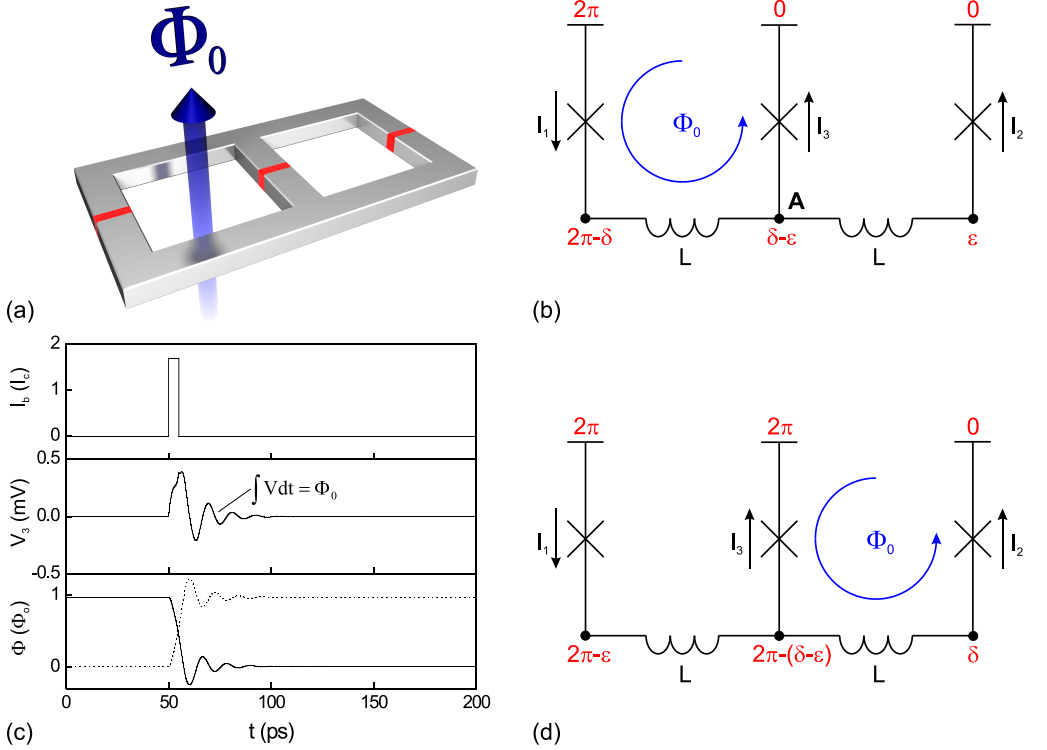 Φ₀
(a)
2π 0 0
I₁ Φ₀ I₃ I₂
A
2π-δ δ-ε ε
L L
(b)
2
1
0
I_b (I_c)
0.5
0.0
-0.5
V₃ (mV)
∫Vdt = Φ₀
1
0
Φ (Φ₀)
0 50 100 150 200
t (ps)
(c)
2π 2π 0
I₁ I₃ Φ₀ I₂
2π-ε 2π-(δ-ε) δ
L L
(d)